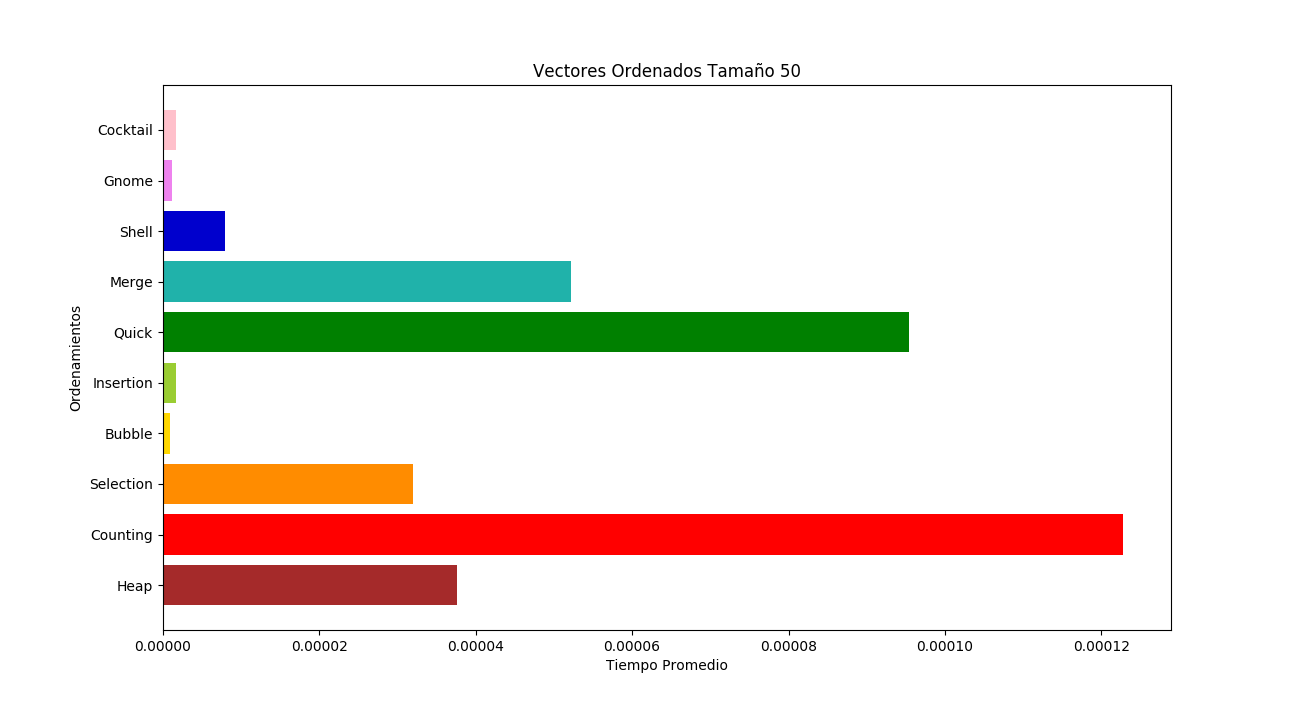 Vectores Ordenados Tamaño 50
Ordenamientos
Cocktail
Gnome
Shell
Merge
Quick
Insertion
Bubble
Selection
Counting
Heap
0.00000 0.00002 0.00004 0.00006 0.00008 0.00010 0.00012
Tiempo Promedio